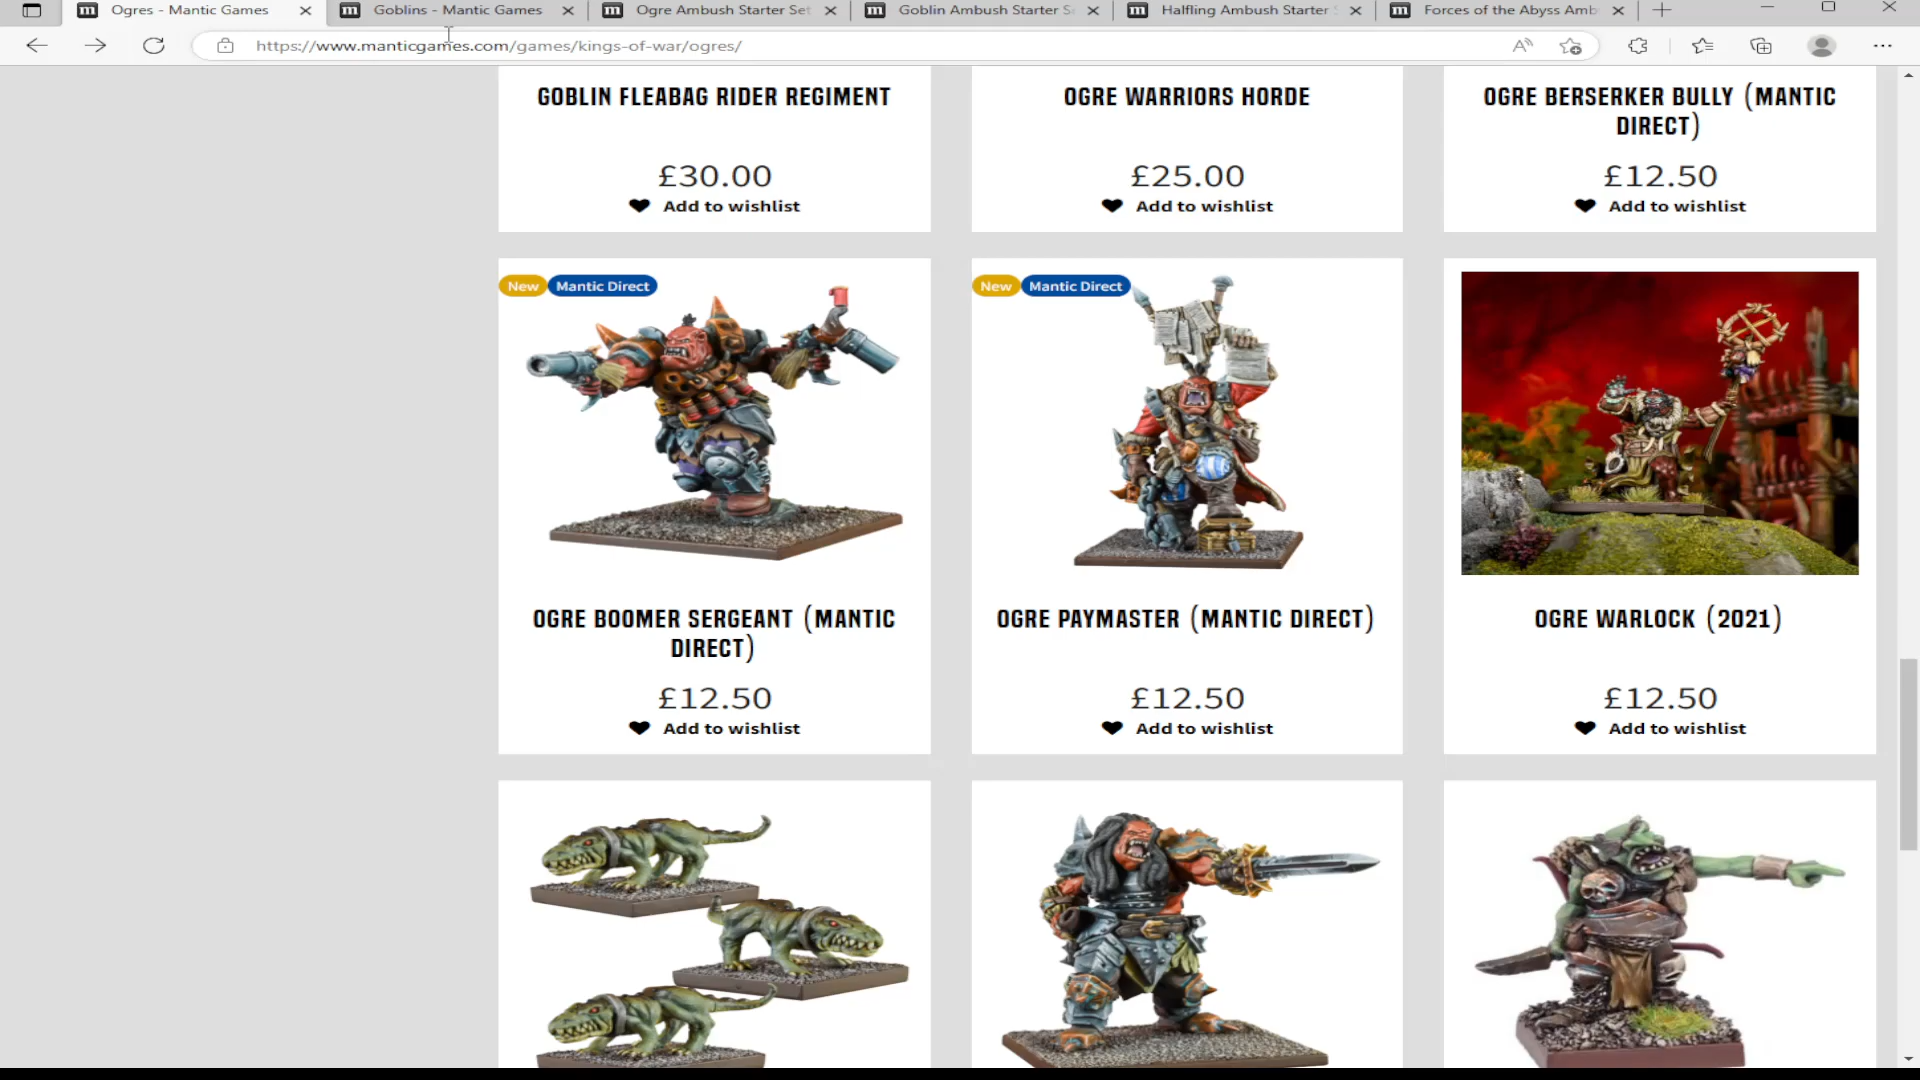 Ogres - Mantic Games
Goblins - Mantic Games
Ogre Ambush Starter Set
Goblin Ambush Starter S
Halfling Ambush Starter
Forces of the Abyss Amb
https://www.manticgames.com/games/kings-of-war/ogres/
GOBLIN FLEABAG RIDER REGIMENT
£30.00
Add to wishlist
OGRE WARRIORS HORDE
£25.00
Add to wishlist
OGRE BERSERKER BULLY (MANTIC
DIRECT)
£12.50
Add to wishlist
New Mantic Direct
OGRE BOOMER SERGEANT (MANTIC
DIRECT)
£12.50
Add to wishlist
New Mantic Direct
OGRE PAYMASTER (MANTIC DIRECT)
£12.50
Add to wishlist
OGRE WARLOCK (2021)
£12.50
Add to wishlist